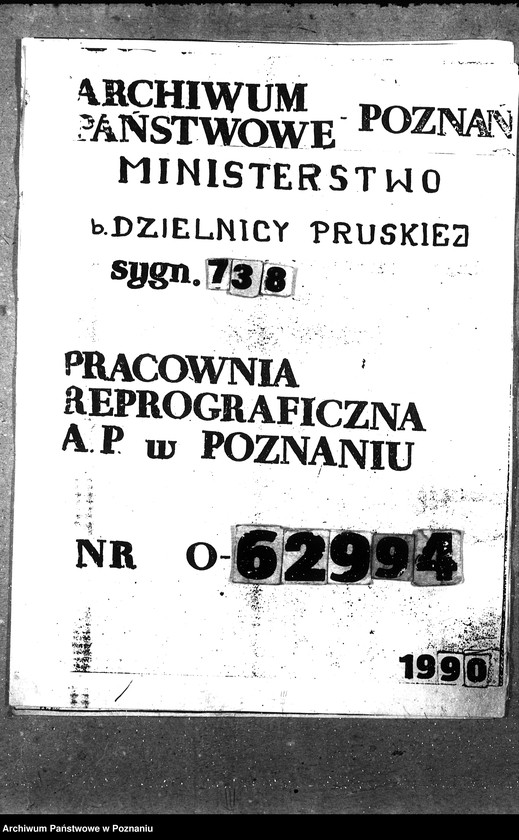 ARCHIWUM
PAŃSTWOWE - POZNAŃ
MINISTERSTWO
b. DZIELNICY PRUSKIEJ
sygn. 738
PRACOWNIA
REPROGRAFICZNA
A.P. w POZNANIU
NR O-62994
1990
Archiwum Państwowe w Poznaniu